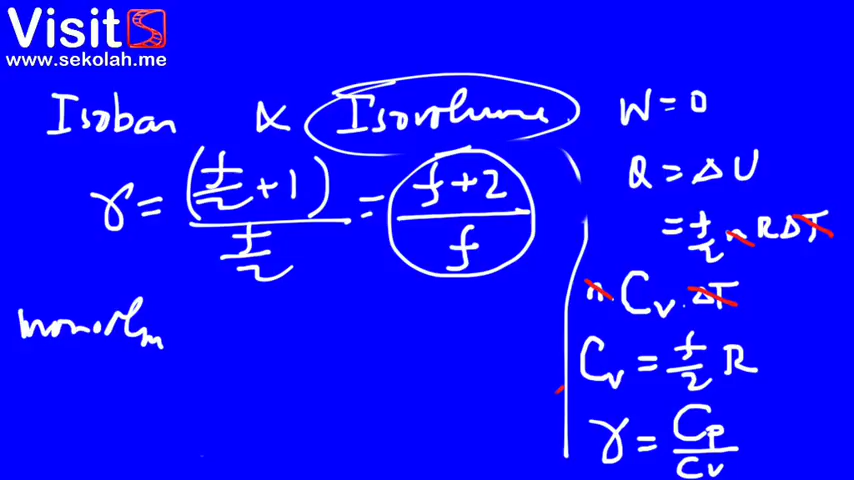 VisitS
www.sekolah.me
Isobar & Isovolume
γ = (f/2 + 1) / (f/2) = (f+2)/f
W = 0
Q = ΔU
= f/2 n R ΔT
n. Cv. ΔT
Cv = f/2 R
γ = Cp/Cv